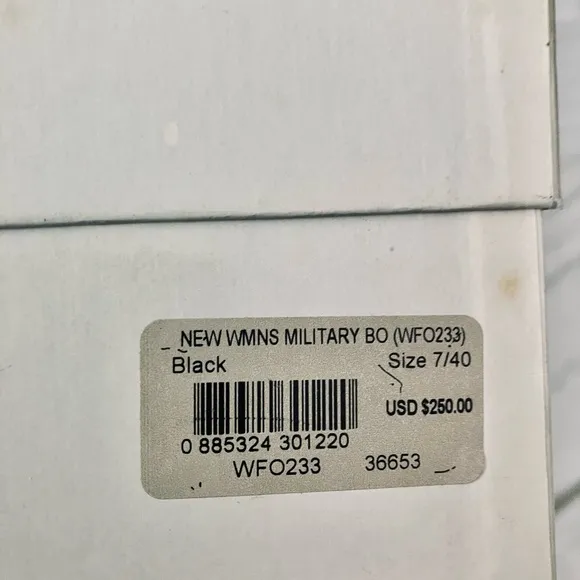 NEW WMNS MILITARY BO (WFO233)
Black Size 7/40
USD $250.00
0 885324 301220
WFO233 36653